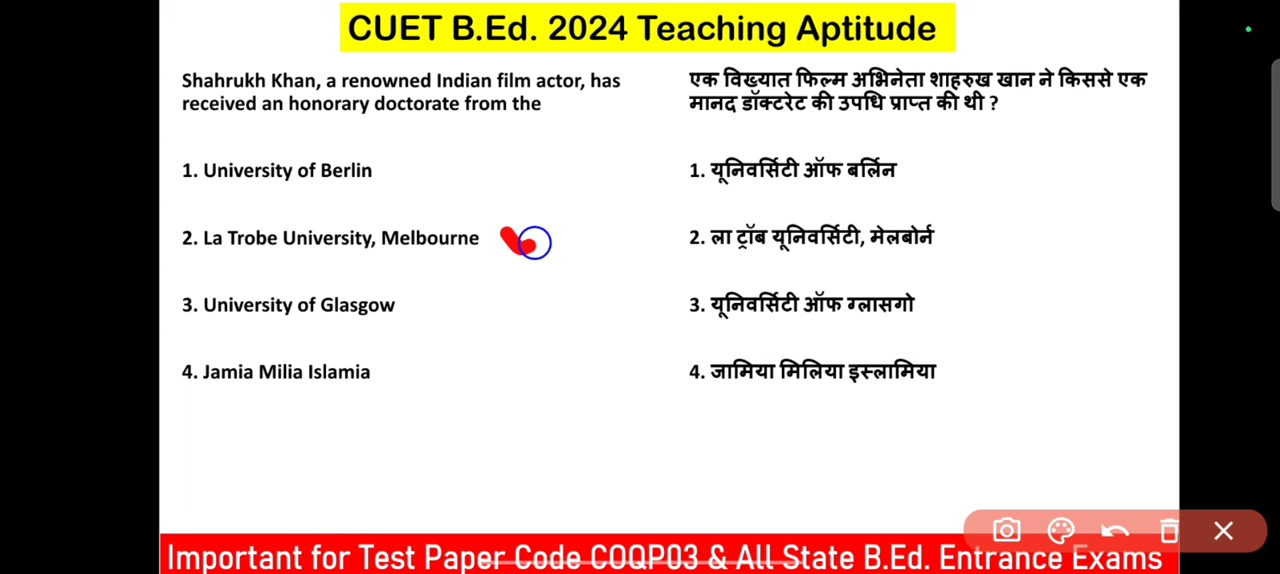 CUET B.Ed. 2024 Teaching Aptitude
Shahrukh Khan, a renowned Indian film actor, has
received an honorary doctorate from the
1. University of Berlin
2. La Trobe University, Melbourne
3. University of Glasgow
4. Jamia Milia Islamia
एक विख्यात फिल्म अभिनेता शाहरुख खान ने किससे एक
मानद डॉक्टरेट की उपधि प्राप्त की थी ?
1. यूनिवर्सिटी ऑफ बर्लिन
2. ला ट्रॉब यूनिवर्सिटी, मेलबोर्न
3. यूनिवर्सिटी ऑफ ग्लासगो
4. जामिया मिलिया इस्लामिया
Important for Test Paper Code COQP03 & All State B.Ed. Entrance Exams